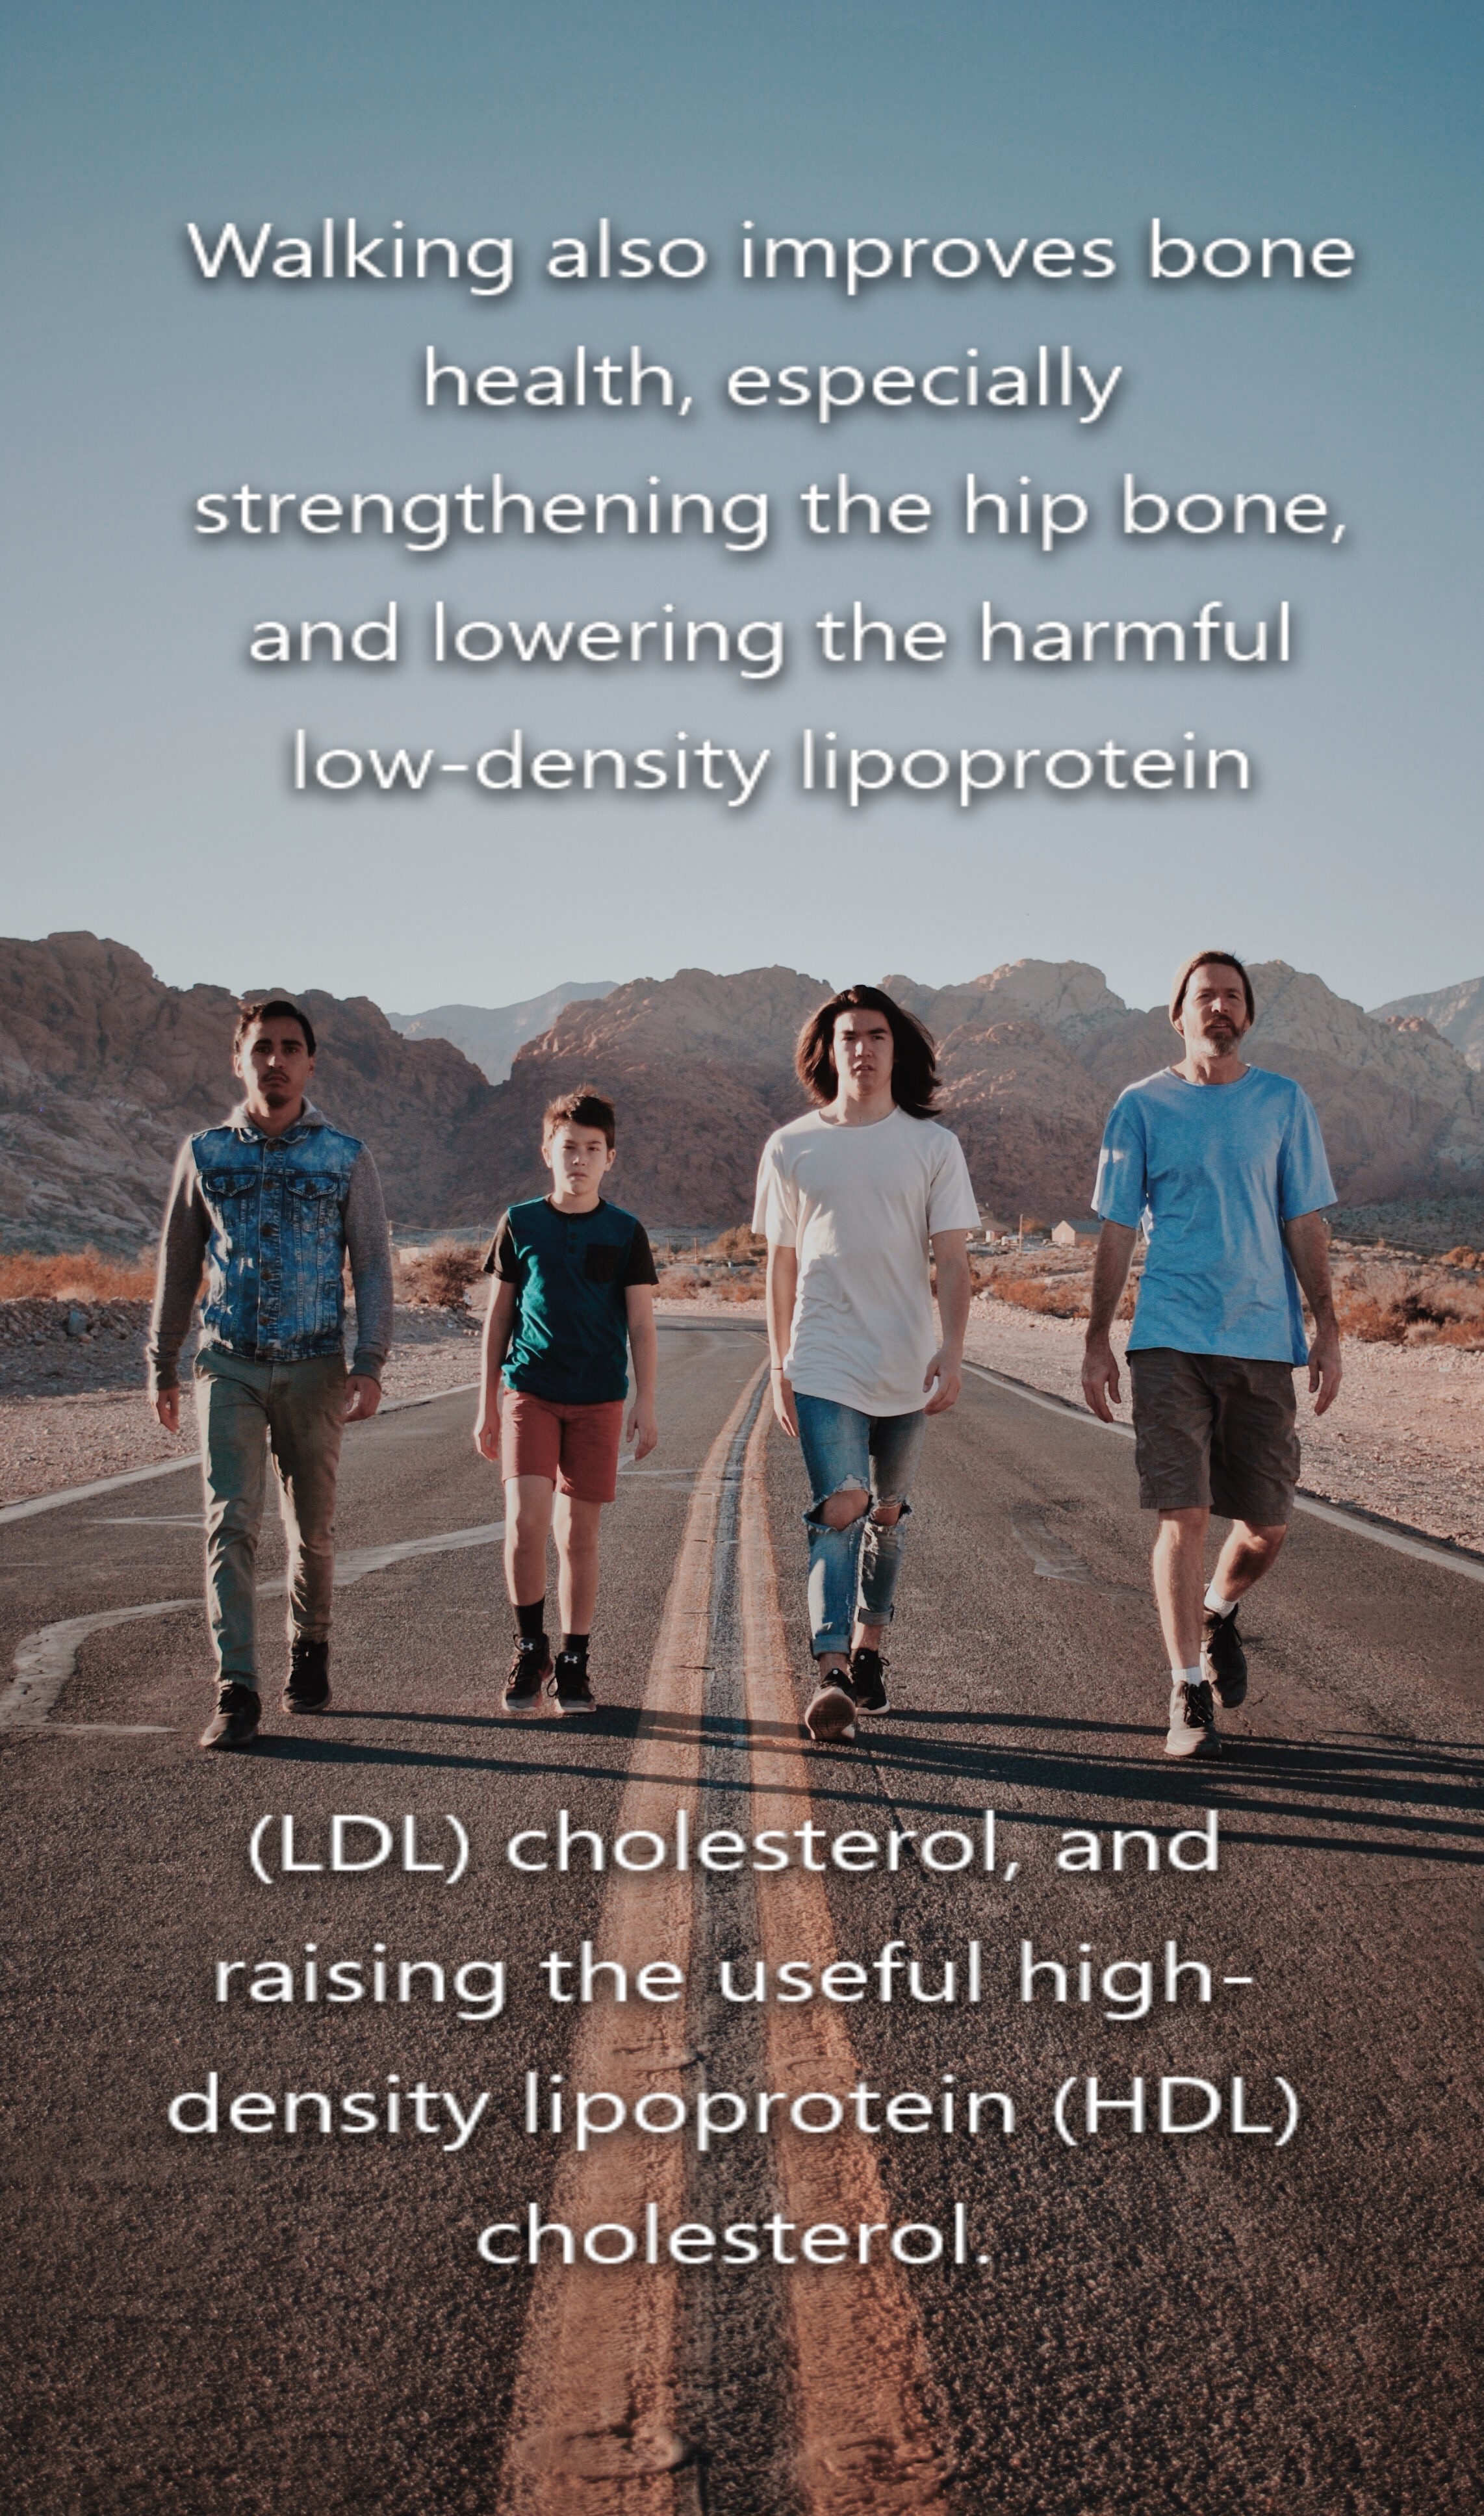 Walking also improves bone
health, especially
strengthening the hip bone,
and lowering the harmful
low-density lipoprotein
(LDL) cholesterol, and
raising the useful high-
density lipoprotein (HDL)
cholesterol.